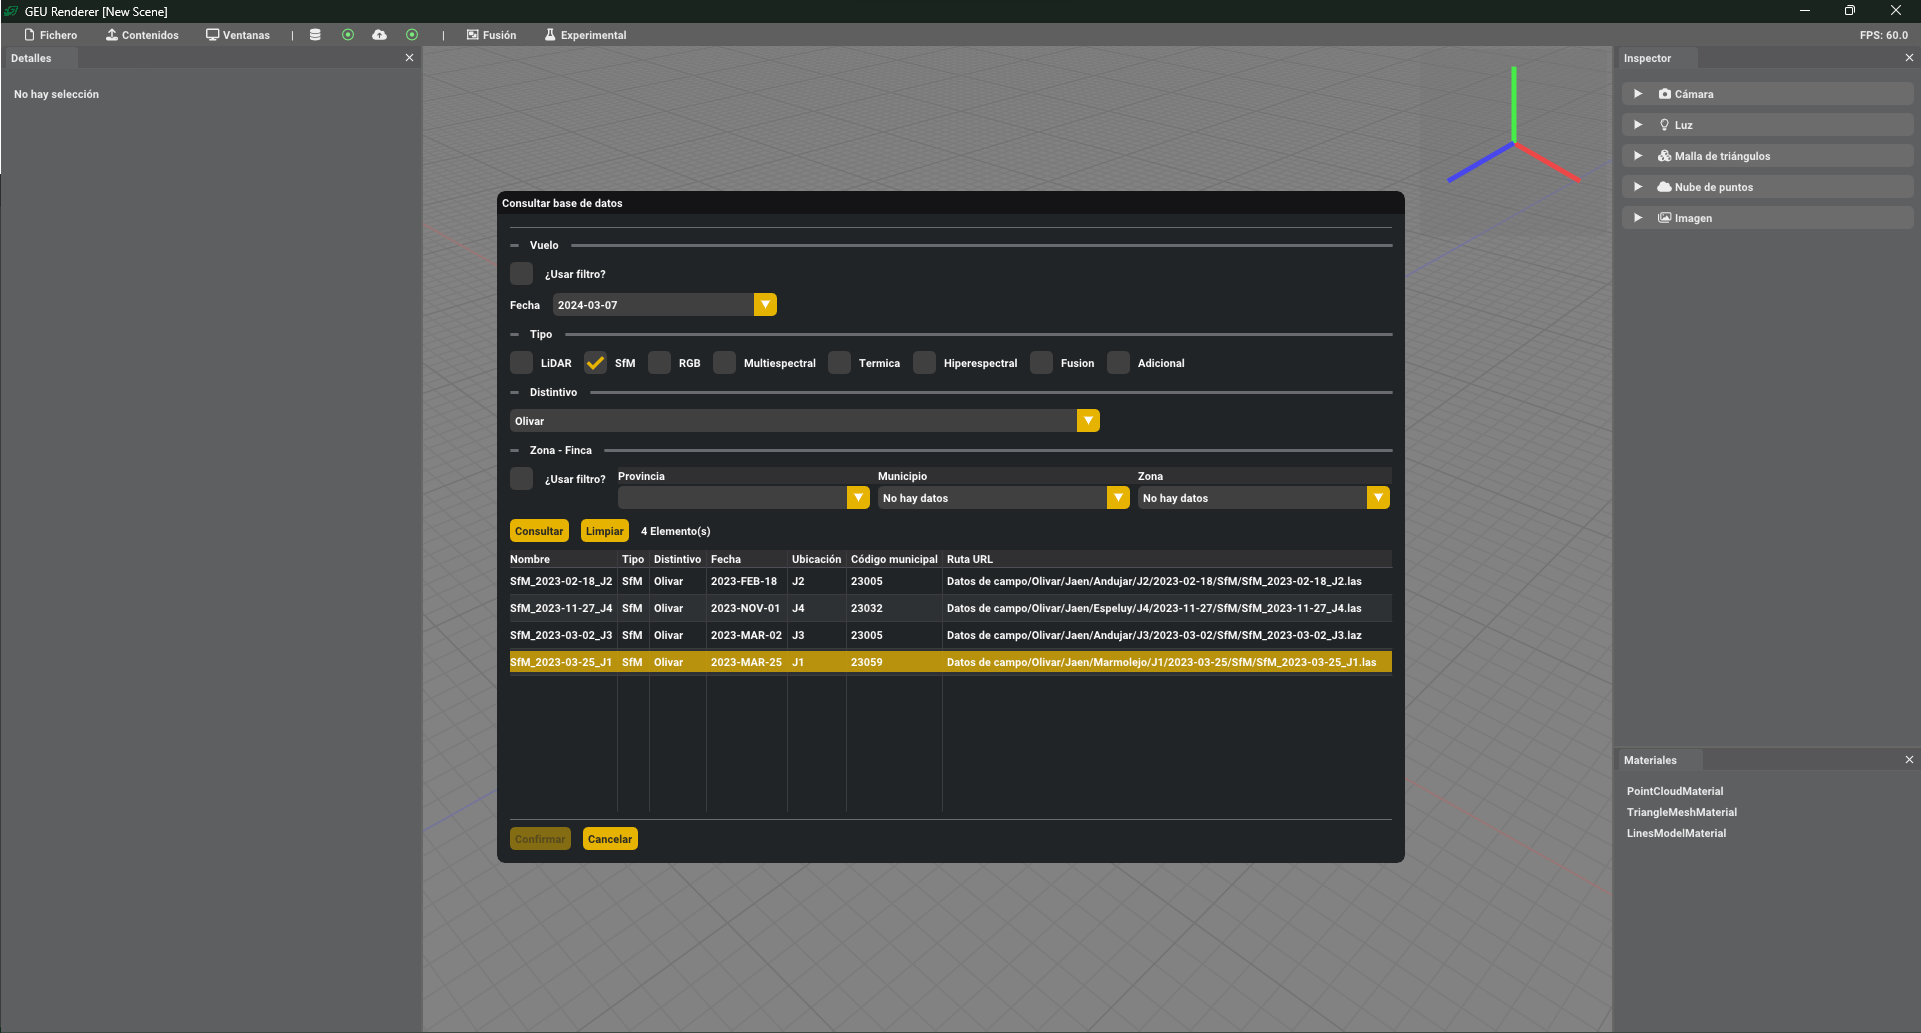 GEU Renderer [New Scene]
Fichero Contenidos Ventanas | | Fusión Experimental FPS: 60.0
Detalles
No hay selección
Inspector
Cámara
Luz
Malla de triángulos
Nube de puntos
Imagen
Consultar base de datos
Vuelo
¿Usar filtro?
Fecha 2024-03-07
Tipo
LiDAR SfM RGB Multiespectral Termica Hiperespectral Fusion Adicional
Distintivo
Olivar
Zona - Finca
¿Usar filtro? Provincia Municipio Zona
No hay datos No hay datos
Consultar Limpiar 4 Elemento(s)
Nombre Tipo Distintivo Fecha Ubicación Código municipal Ruta URL
SfM_2023-02-18_J2 SfM Olivar 2023-FEB-18 J2 23005 Datos de campo/Olivar/Jaen/Andujar/J2/2023-02-18/SfM/SfM_2023-02-18_J2.las
SfM_2023-11-27_J4 SfM Olivar 2023-NOV-01 J4 23032 Datos de campo/Olivar/Jaen/Espeluy/J4/2023-11-27/SfM/SfM_2023-11-27_J4.las
SfM_2023-03-02_J3 SfM Olivar 2023-MAR-02 J3 23005 Datos de campo/Olivar/Jaen/Andujar/J3/2023-03-02/SfM/SfM_2023-03-02_J3.laz
SfM_2023-03-25_J1 SfM Olivar 2023-MAR-25 J1 23059 Datos de campo/Olivar/Jaen/Marmolejo/J1/2023-03-25/SfM/SfM_2023-03-25_J1.las
Confirmar Cancelar
Materiales
PointCloudMaterial
TriangleMeshMaterial
LinesModelMaterial